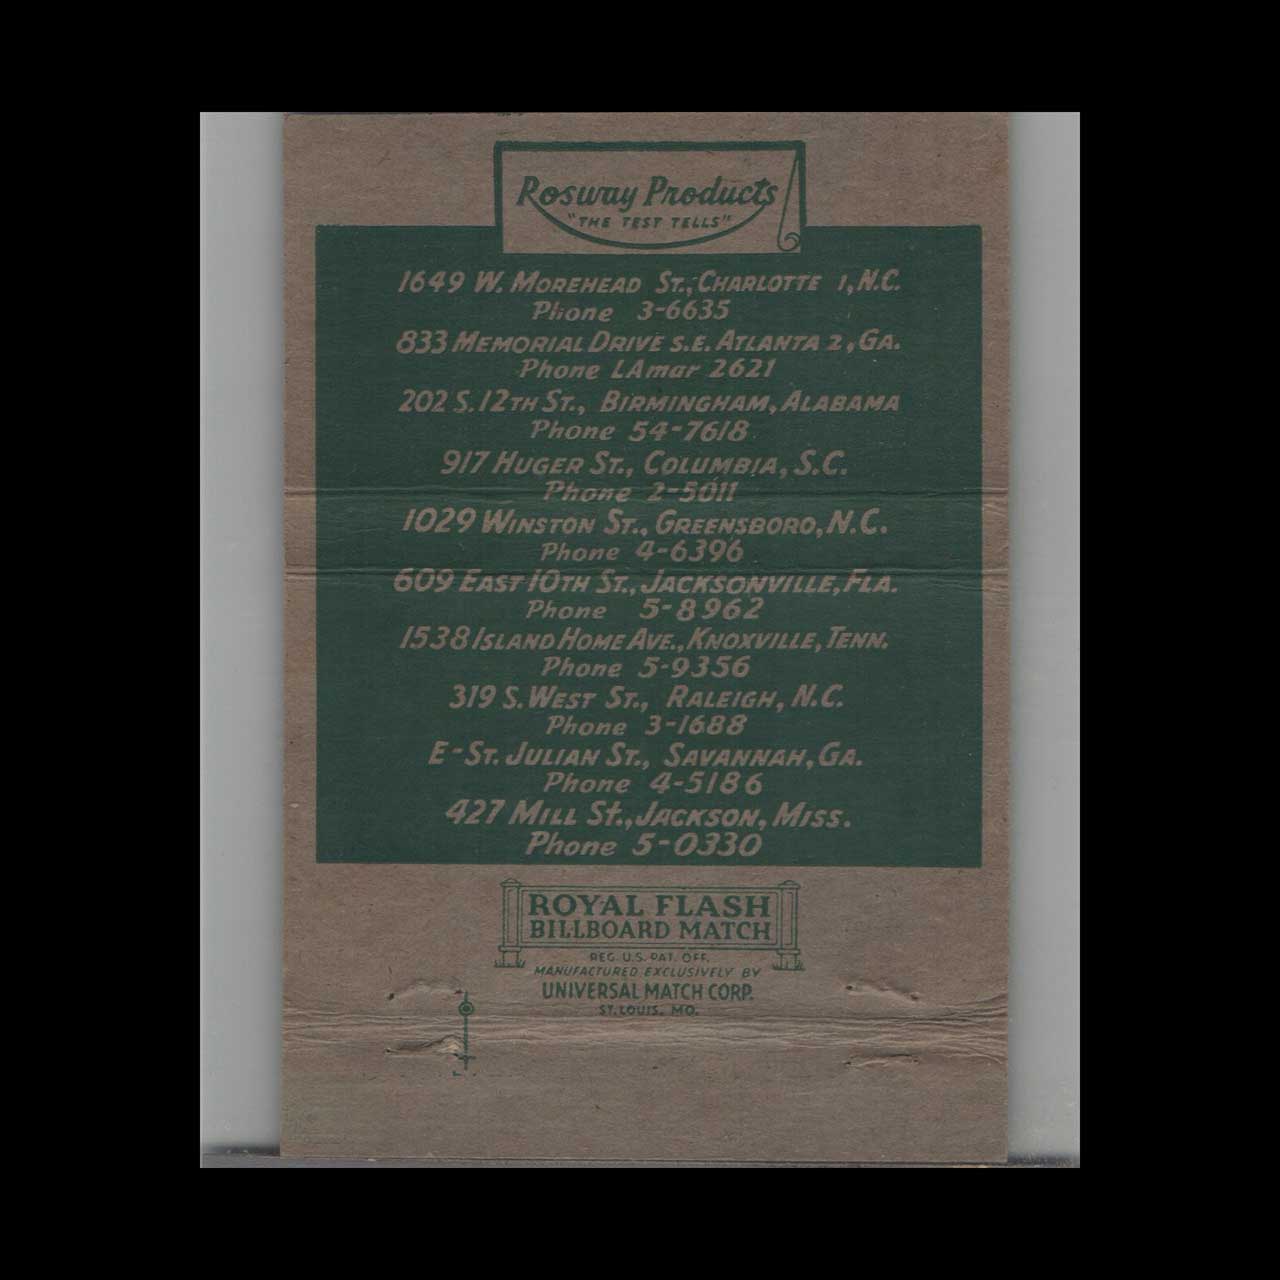 Rosway Products
"THE TEST TELLS"
1649 W. MOREHEAD ST., CHARLOTTE 1, N.C.
Phone 3-6635
833 MEMORIAL DRIVE S.E. ATLANTA 2, GA.
Phone LAmar 2621
202 S. 12TH ST., BIRMINGHAM, ALABAMA
Phone 54-7618
917 HUGER ST., COLUMBIA, S.C.
Phone 2-5011
1029 WINSTON ST., GREENSBORO, N.C.
Phone 4-6396
609 EAST 10TH ST., JACKSONVILLE, FLA.
Phone 5-8962
1538 ISLAND HOME AVE., KNOXVILLE, TENN.
Phone 5-9356
319 S. WEST ST., RALEIGH, N.C.
Phone 3-1688
E-ST. JULIAN ST., SAVANNAH, GA.
Phone 4-5186
427 MILL St., JACKSON, MISS.
Phone 5-0330
ROYAL FLASH
BILLBOARD MATCH
REG. U.S. PAT. OFF.
MANUFACTURED EXCLUSIVELY BY
UNIVERSAL MATCH CORP.
ST. LOUIS, MO.